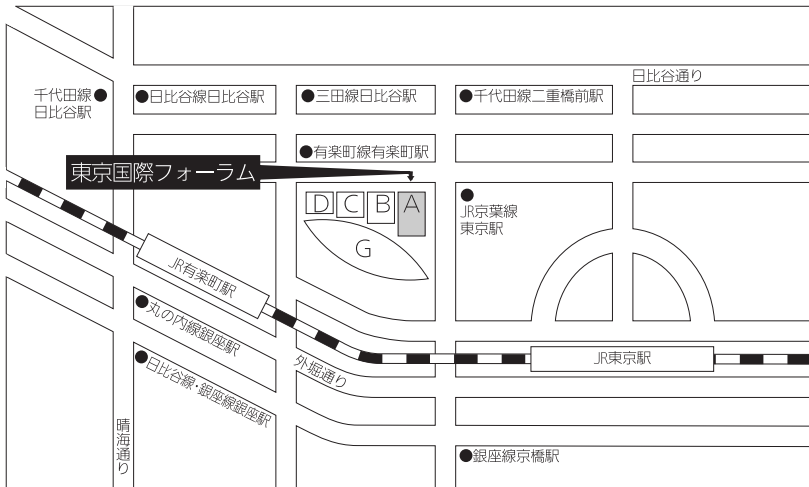 日比谷通り
千代田線
日比谷駅
日比谷線日比谷駅
三田線日比谷駅
千代田線二重橋前駅
有楽町線有楽町駅
東京国際フォーラム
D
C
B
A
G
JR京葉線
東京駅
JR有楽町駅
丸の内線銀座駅
日比谷線・銀座線銀座駅
外堀通り
JR東京駅
晴海通り
銀座線京橋駅